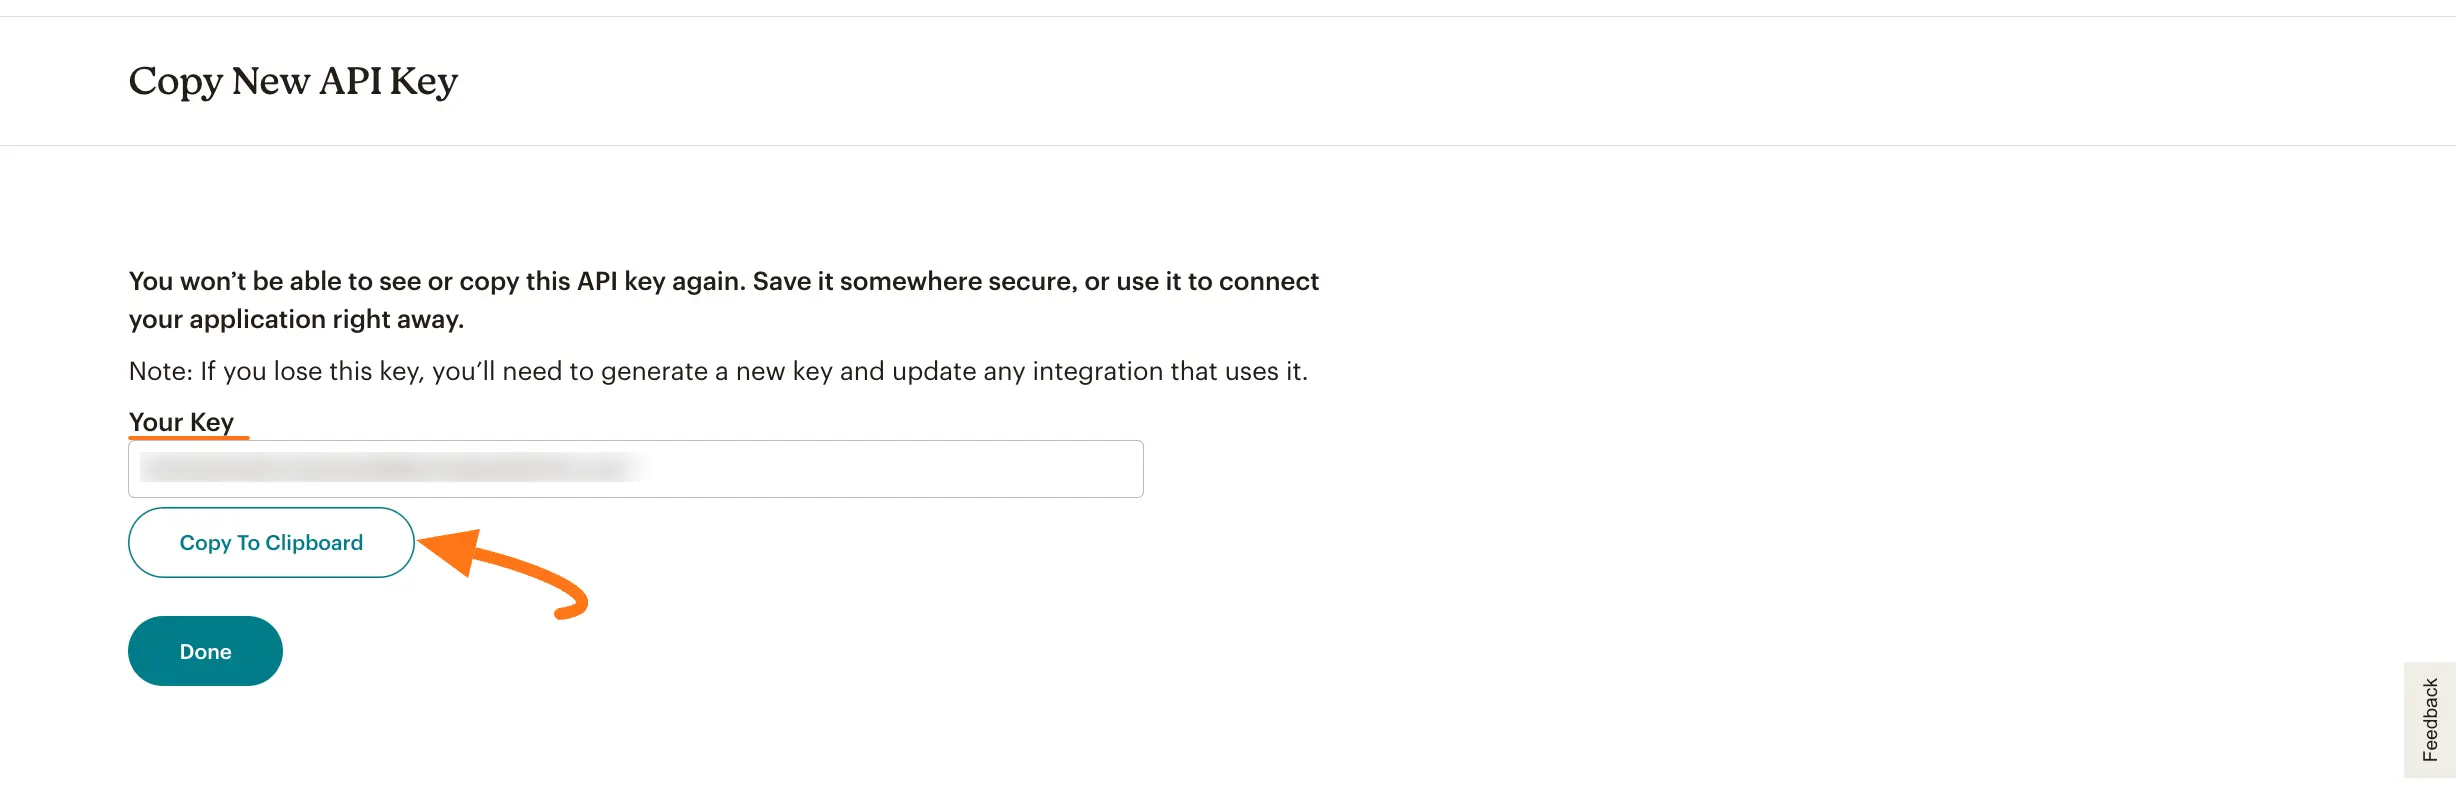 Copy New API Key
You won’t be able to see or copy this API key again. Save it somewhere secure, or use it to connect
your application right away.
Note: If you lose this key, you’ll need to generate a new key and update any integration that uses it.
Your Key
Copy To Clipboard
Done
Feedback